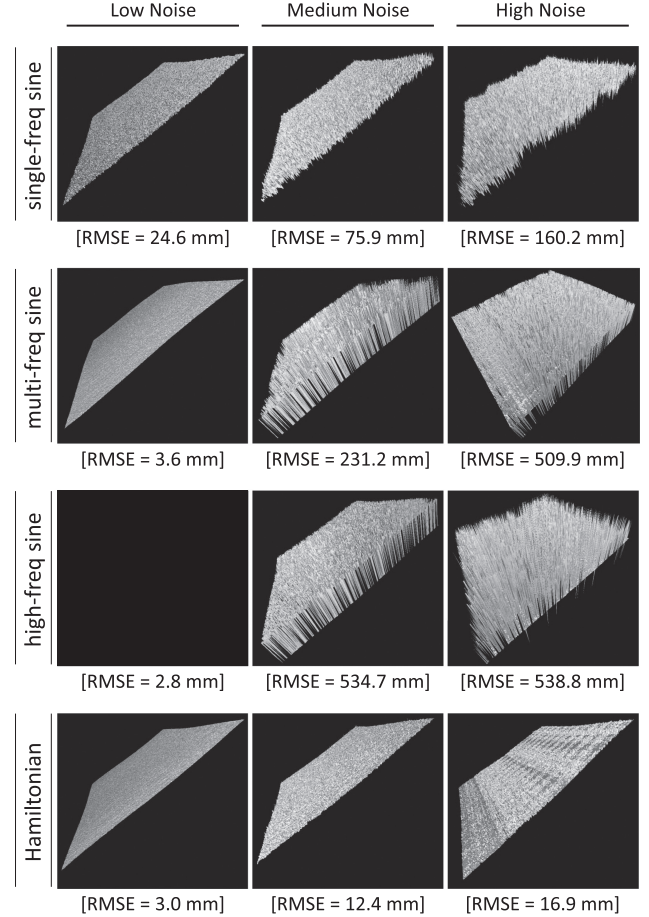 Low Noise Medium Noise High Noise
single-freq sine
[RMSE = 24.6 mm] [RMSE = 75.9 mm] [RMSE = 160.2 mm]
multi-freq sine
[RMSE = 3.6 mm] [RMSE = 231.2 mm] [RMSE = 509.9 mm]
high-freq sine
[RMSE = 2.8 mm] [RMSE = 534.7 mm] [RMSE = 538.8 mm]
Hamiltonian
[RMSE = 3.0 mm] [RMSE = 12.4 mm] [RMSE = 16.9 mm]